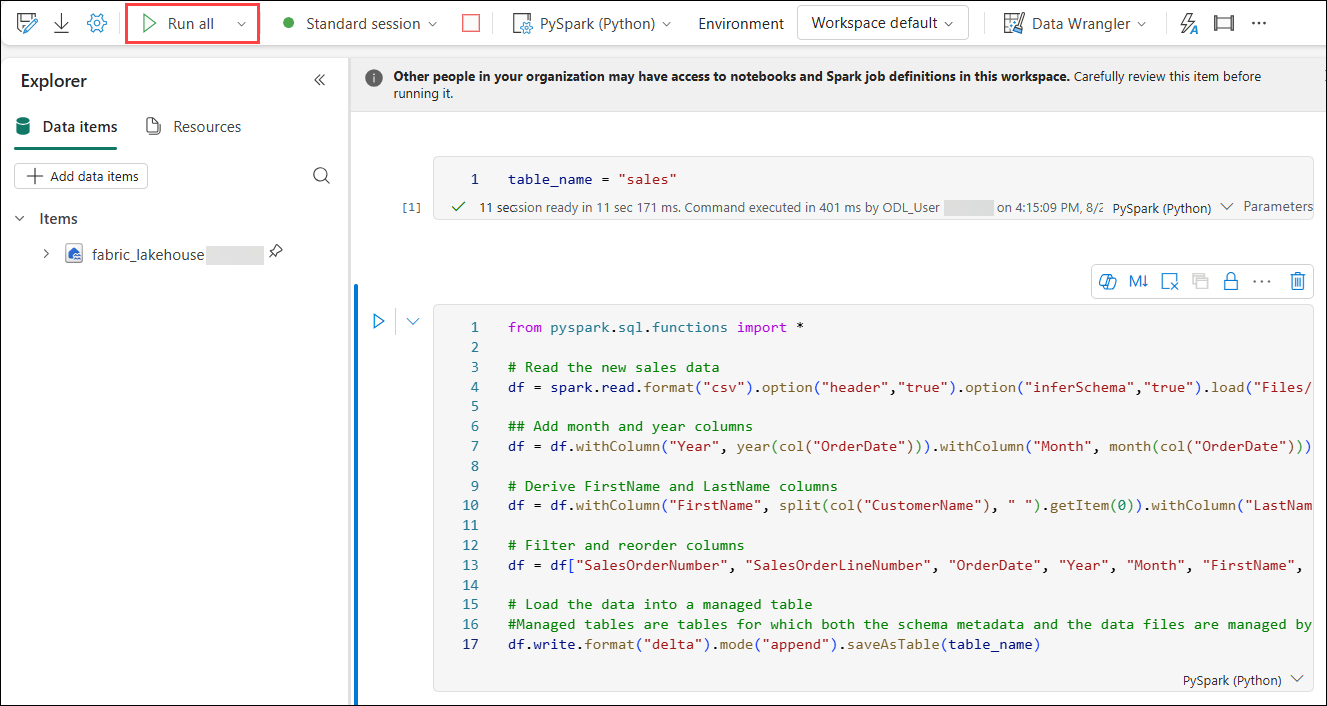 Run all
Standard session
PySpark (Python)
Environment
Workspace default
Data Wrangler
Explorer
Data items
Resources
Add data items
Items
fabric_lakehouse
Other people in your organization may have access to notebooks and Spark job definitions in this workspace. Carefully review this item before
running it.
1 table_name = "sales"
[1]
11 sec
ssion ready in 11 sec 171 ms. Command executed in 401 ms by ODL_User on 4:15:09 PM, 8/2
PySpark (Python)
Parameters
M↓
1 from pyspark.sql.functions import *
2
3 # Read the new sales data
4 df = spark.read.format("csv").option("header","true").option("inferSchema","true").load("Files/
5
6 ## Add month and year columns
7 df = df.withColumn("Year", year(col("OrderDate"))).withColumn("Month", month(col("OrderDate")))
8
9 # Derive FirstName and LastName columns
10 df = df.withColumn("FirstName", split(col("CustomerName"), " ").getItem(0)).withColumn("LastNam
11
12 # Filter and reorder columns
13 df = df["SalesOrderNumber", "SalesOrderLineNumber", "OrderDate", "Year", "Month", "FirstName",
14
15 # Load the data into a managed table
16 #Managed tables are tables for which both the schema metadata and the data files are managed by
17 df.write.format("delta").mode("append").saveAsTable(table_name)
PySpark (Python)